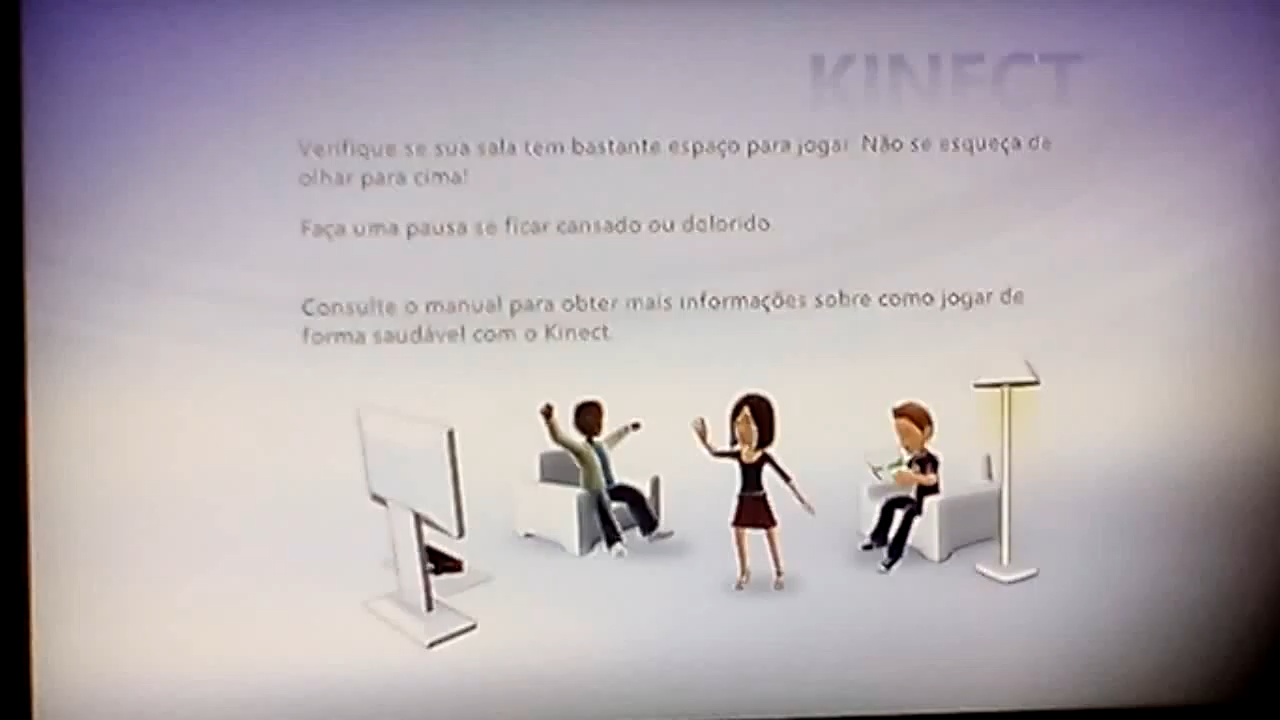 KINECT
Verifique se sua sala tem bastante espaço para jogar. Não se esqueça de
olhar para cima!
Faça uma pausa se ficar cansado ou dolorido.
Consulte o manual para obter mais informações sobre como jogar de
forma saudável com o Kinect.